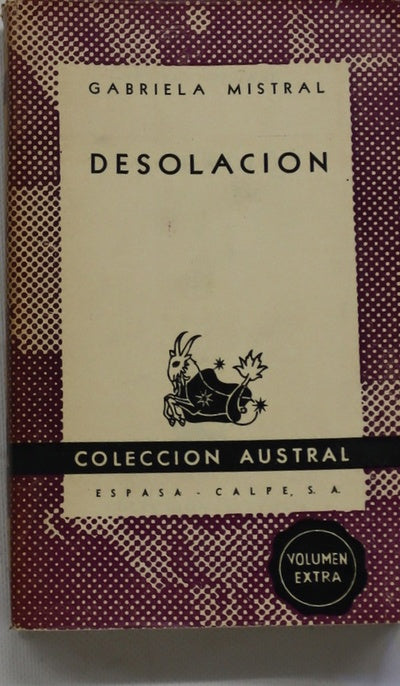 GABRIELA MISTRAL
DESOLACION
COLECCION AUSTRAL
ESPASA - CALPE, S. A.
VOLUMEN
EXTRA